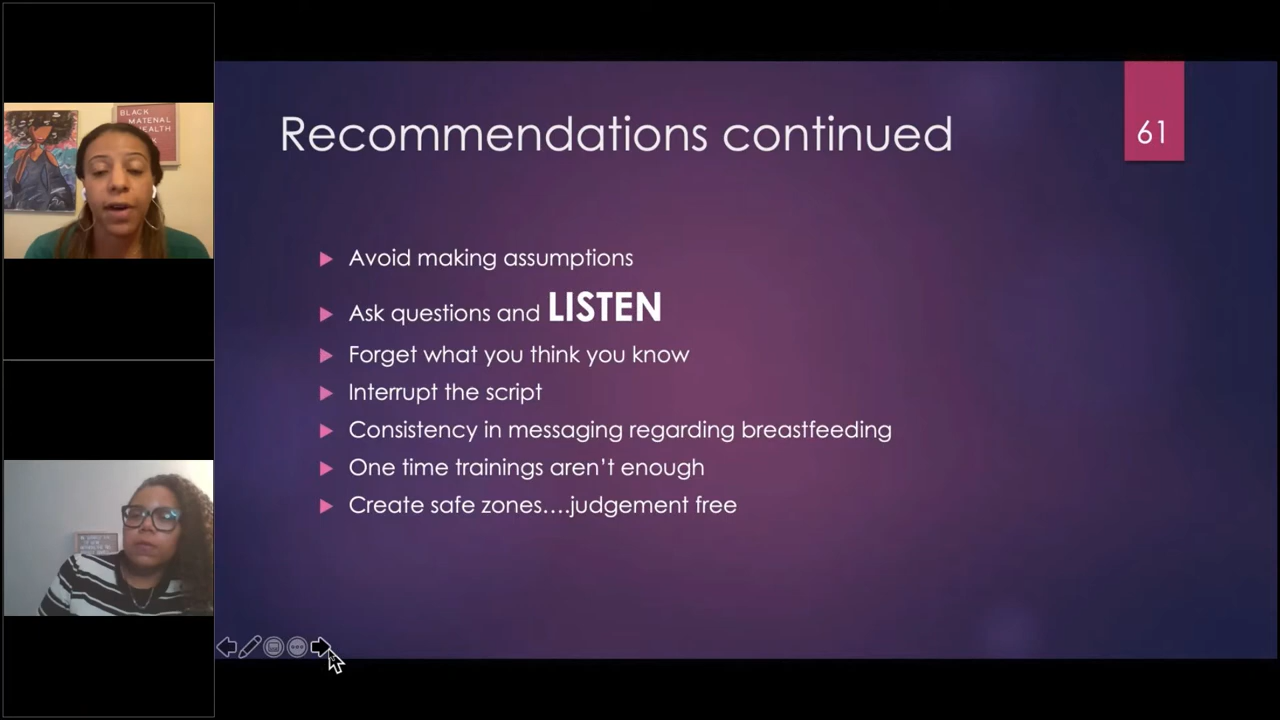 BLACK
MATENAL
HEALTH
Recommendations continued
61
Avoid making assumptions
Ask questions and LISTEN
Forget what you think you know
Interrupt the script
Consistency in messaging regarding breastfeeding
One time trainings aren’t enough
Create safe zones....judgement free